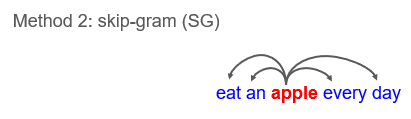 Method 2: skip-gram (SG)
eat an apple every day